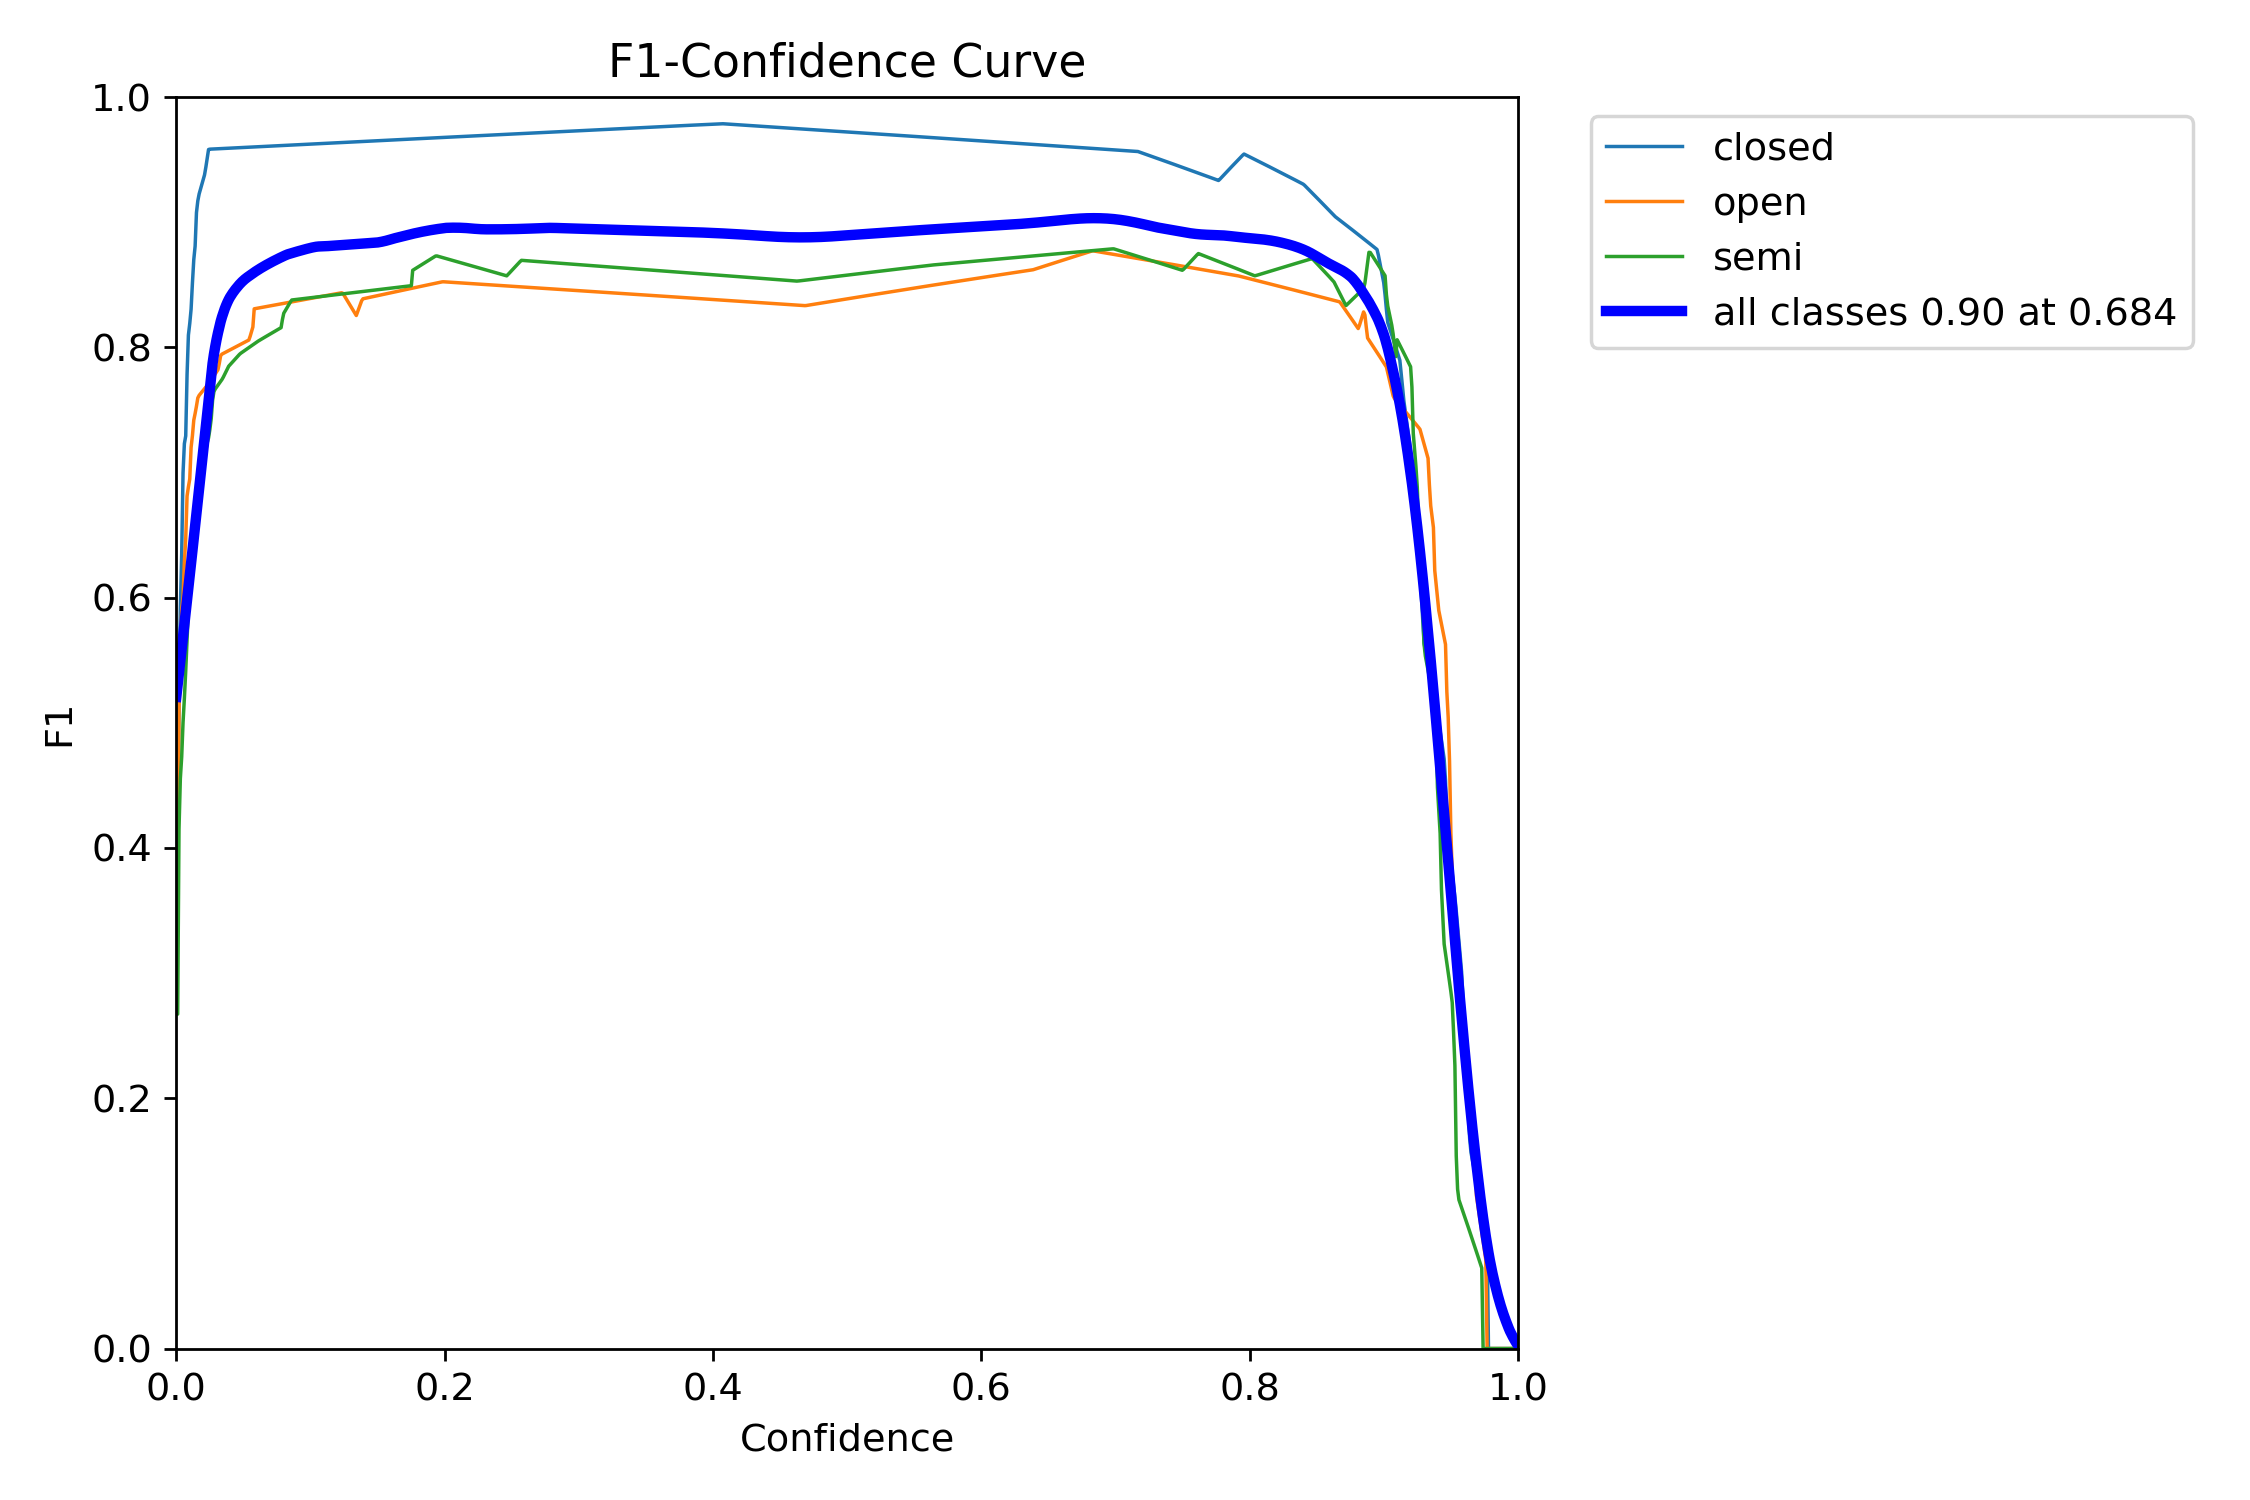 F1-Confidence Curve
1.0
0.8
0.6
0.4
0.2
0.0
F1
0.0 0.2 0.4 0.6 0.8 1.0
Confidence
closed
open
semi
all classes 0.90 at 0.684